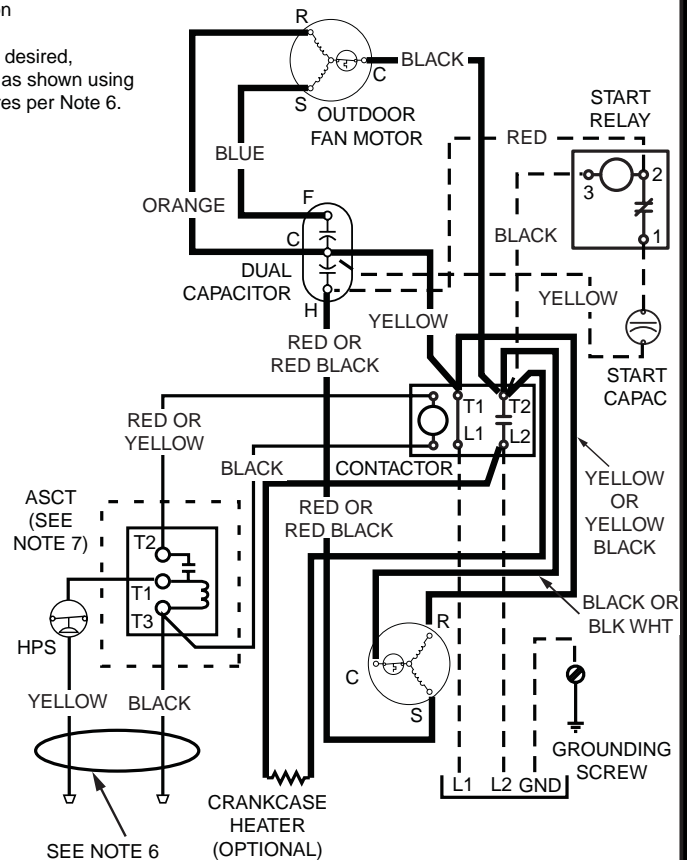 on
desired,
as shown using
res per Note 6.
R
BLACK
C
S
OUTDOOR
FAN MOTOR
START
RELAY
RED
BLUE
2
3
ORANGE
F
1
C
BLACK
DUAL
CAPACITOR
YELLOW
H
YELLOW
RED OR
RED BLACK
START
CAPAC
T1
T2
RED OR
YELLOW
L1
L2
BLACK
CONTACTOR
YELLOW
OR
YELLOW
BLACK
ASCT
(SEE
NOTE 7)
RED OR
RED BLACK
T2
T1
T3
BLACK OR
BLK WHT
HPS
R
C
S
YELLOW
BLACK
GROUNDING
SCREW
L1 L2 GND
CRANKCASE
HEATER
(OPTIONAL)
SEE NOTE 6